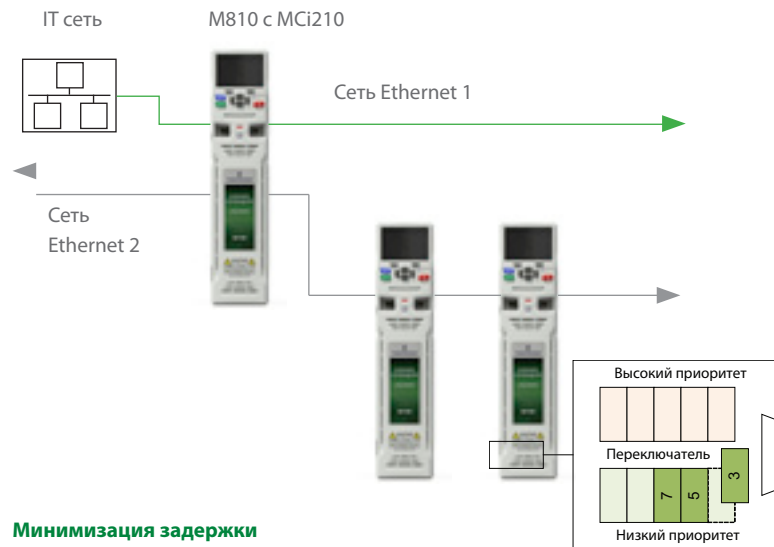 IT сеть
M810 с MCi210
Сеть Ethernet 1
Сеть
Ethernet 2
Высокий приоритет
Переключатель
7
5
3
Низкий приоритет
Минимизация задержки